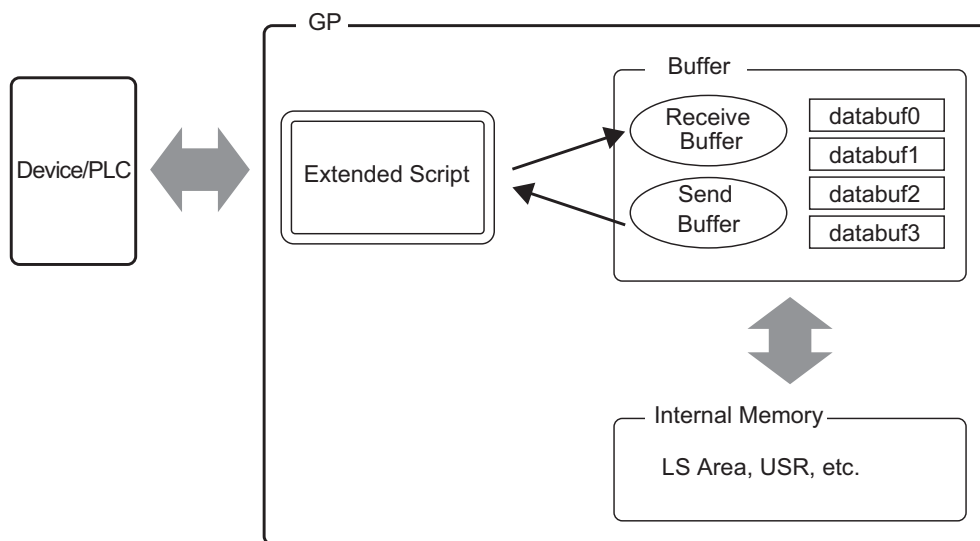 GP
Buffer
Device/PLC
Extended Script
Receive
Buffer
Send
Buffer
databuf0
databuf1
databuf2
databuf3
Internal Memory
LS Area, USR, etc.